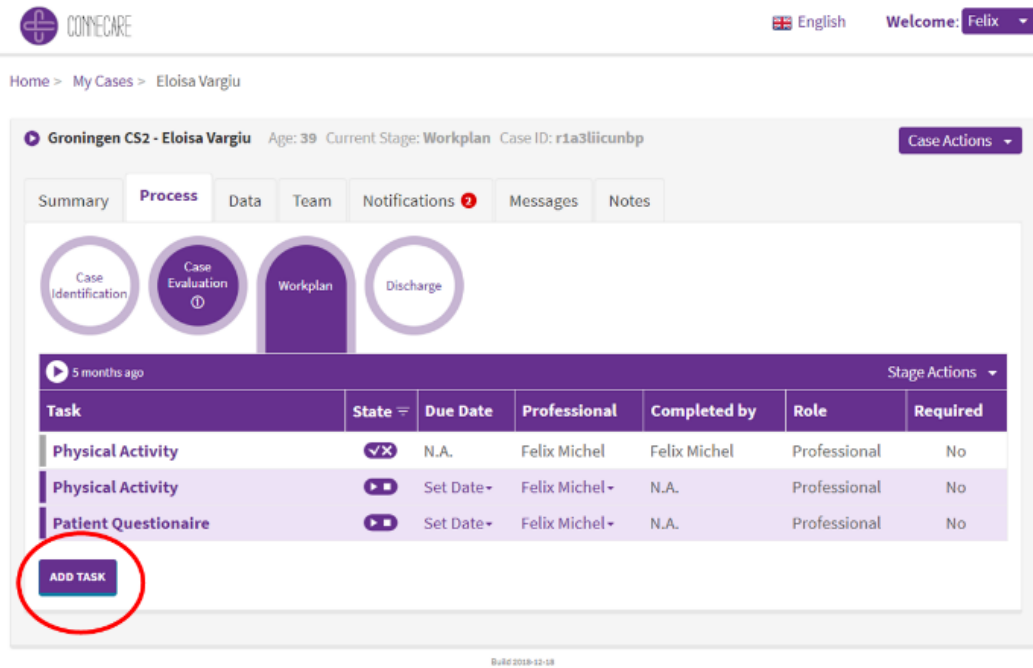 CONNECARE
English Welcome: Felix
Home > My Cases > Eloisa Vargiu
Groningen CS2 - Eloisa Vargiu Age: 39 Current Stage: Workplan Case ID: r1a3liicunbp Case Actions
Summary Process Data Team Notifications 2 Messages Notes
Case
Identification
Case
Evaluation
Workplan
Discharge
5 months ago Stage Actions
Task State Due Date Professional Completed by Role Required
Physical Activity N.A. Felix Michel Felix Michel Professional No
Physical Activity Set Date Felix Michel N.A. Professional No
Patient Questionaire Set Date Felix Michel N.A. Professional No
ADD TASK
Build 2018-12-18